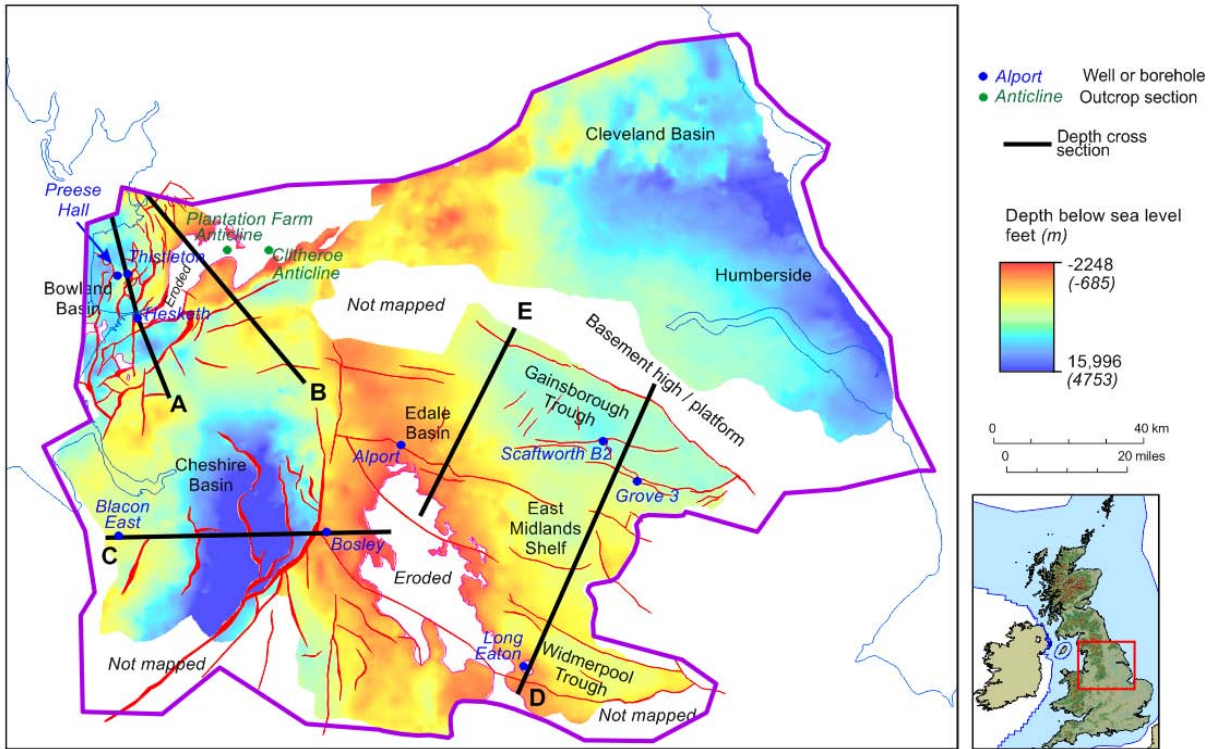 Cleveland Basin
Preese
Hall
Plantation Farm
Anticline
Thistleton
Clitheroe
Anticline
Bowland
Basin
Eroded
Hesketh
Humberside
Not mapped
E
Basement high / platform
A
B
Gainsborough
Trough
Edale
Basin
Alport
Scaftworth B2
Cheshire
Basin
Grove 3
Blacon
East
East
Midlands
Shelf
C
Bosley
Eroded
Long
Eaton
Widmerpool
Trough
Not mapped
D
Not mapped
Alport Well or borehole
Anticline Outcrop section
Depth cross
section
Depth below sea level
feet (m)
-2248
(-685)
15,996
(4753)
0 40 km
0 20 miles